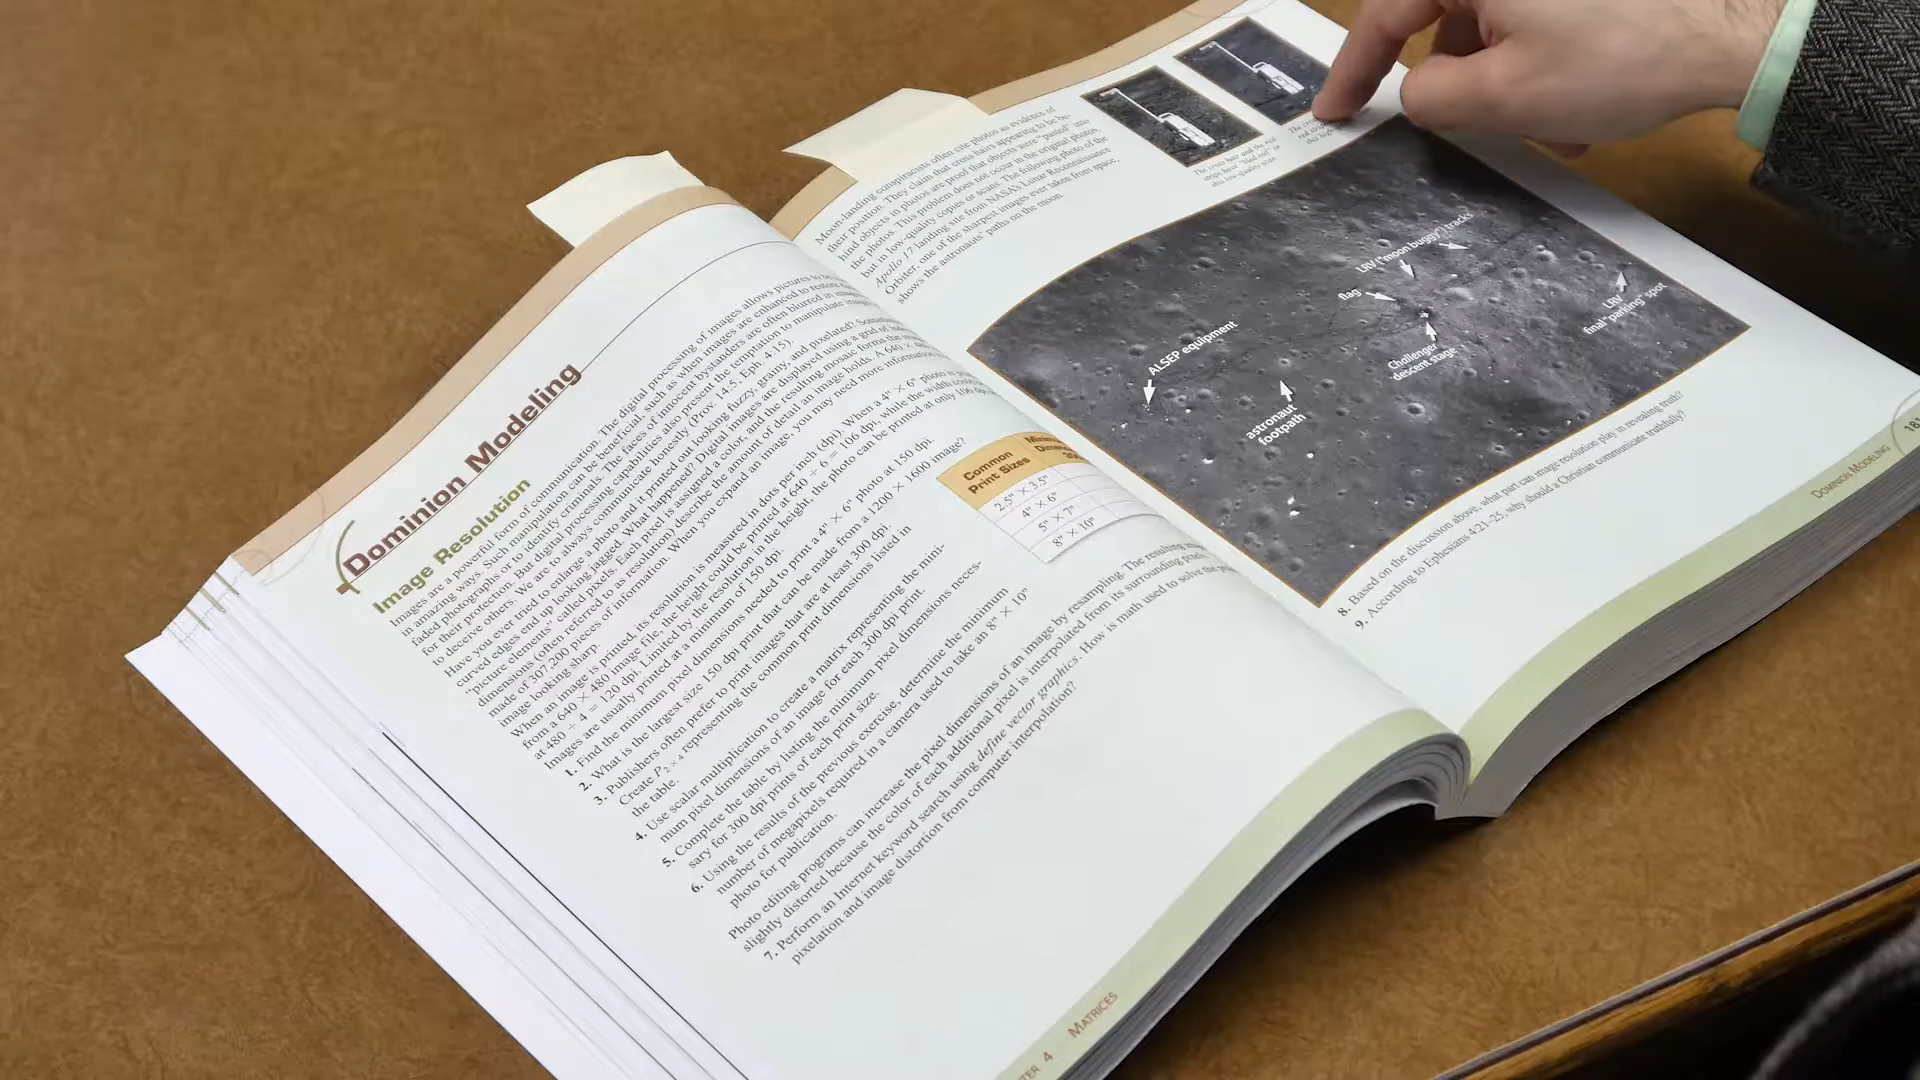 Dominion Modeling
Image Resolution
Images are a powerful form of communication. The digital processing of images allows pictures to be
in amazing ways. Such manipulation can be beneficial, such as when images are enhanced to restore
faded photographs or to identify criminals. The faces of innocent bystanders are often blurred in
for their protection. But digital processing capabilities also present the temptation to manipulate
to deceive others. We are to always communicate honestly (Prov. 14:5, Eph. 4:15).
Have you ever tried to enlarge a photo and it printed out looking fuzzy, grainy, and pixelated?
curved edges end up looking jagged. What happened? Digital images are displayed using a grid of
"picture elements" called pixels. Each pixel is assigned a color, and the resulting mosaic forms the
dimensions (often referred to as resolution) describe the amount of detail an image holds. A 640 ×
made of 307,200 pieces of information. When you expand an image, you may need more information
image looking sharp.
When an image is printed, its resolution is measured in dots per inch (dpi). When a 4" × 6" photo is
from a 640 × 480 image file, the height could be printed at 640 ÷ 6 = 106 dpi, while the width could
at 480 ÷ 4 = 120 dpi. Limited by the resolution in the height, the photo can be printed at only 106
Images are usually printed at a minimum of 150 dpi.
1. Find the minimum pixel dimensions needed to print a 4" × 6" photo at 150 dpi.
2. What is the largest size 150 dpi print that can be made from a 1200 × 1600 image?
3. Publishers often prefer to print images that are at least 300 dpi.
Create P2 × 4 representing the common print dimensions listed in
the table.
4. Use scalar multiplication to create a matrix representing the mini-
mum pixel dimensions of an image for each 300 dpi print.
5. Complete the table by listing the minimum pixel dimensions neces-
sary for 300 dpi prints of each print size.
6. Using the results of the previous exercise, determine the minimum
number of megapixels required in a camera used to take an 8" × 10"
photo for publication.
Common
Print Sizes
2.5" × 3.5"
4" × 6"
5" × 7"
8" × 10"
Photo editing programs can increase the pixel dimensions of an image by resampling. The resulting
slightly distorted because the color of each additional pixel is interpolated from its surrounding
7. Perform an Internet keyword search using define vector graphics. How is math used to solve the
pixelation and image distortion from computer interpolation?
4 MATRICES
Moon-landing conspiracists often cite photos as evidence of
their position. They claim that cross hairs appearing to be be-
hind objects in photos are proof that objects were "pasted" into
the photos. This problem does not occur in the original photos,
but in low-quality copies or scans. The following photo of the
Apollo 17 landing site from NASA's Lunar Reconnaissance
Orbiter, one of the sharpest images ever taken from space,
shows the astronauts' paths on the moon.
The cross hair and the red
stripe have "bled out" in
this low-quality scan
LRV ("moon buggy") tracks
flag
LRV
final "parking" spot
ALSEP equipment
Challenger
descent stage
astronaut
footpath
8. Based on the discussion above, what part can image resolution play in revealing truth?
9. According to Ephesians 4:21–25, why should a Christian communicate truthfully?
DOMINION MODELING